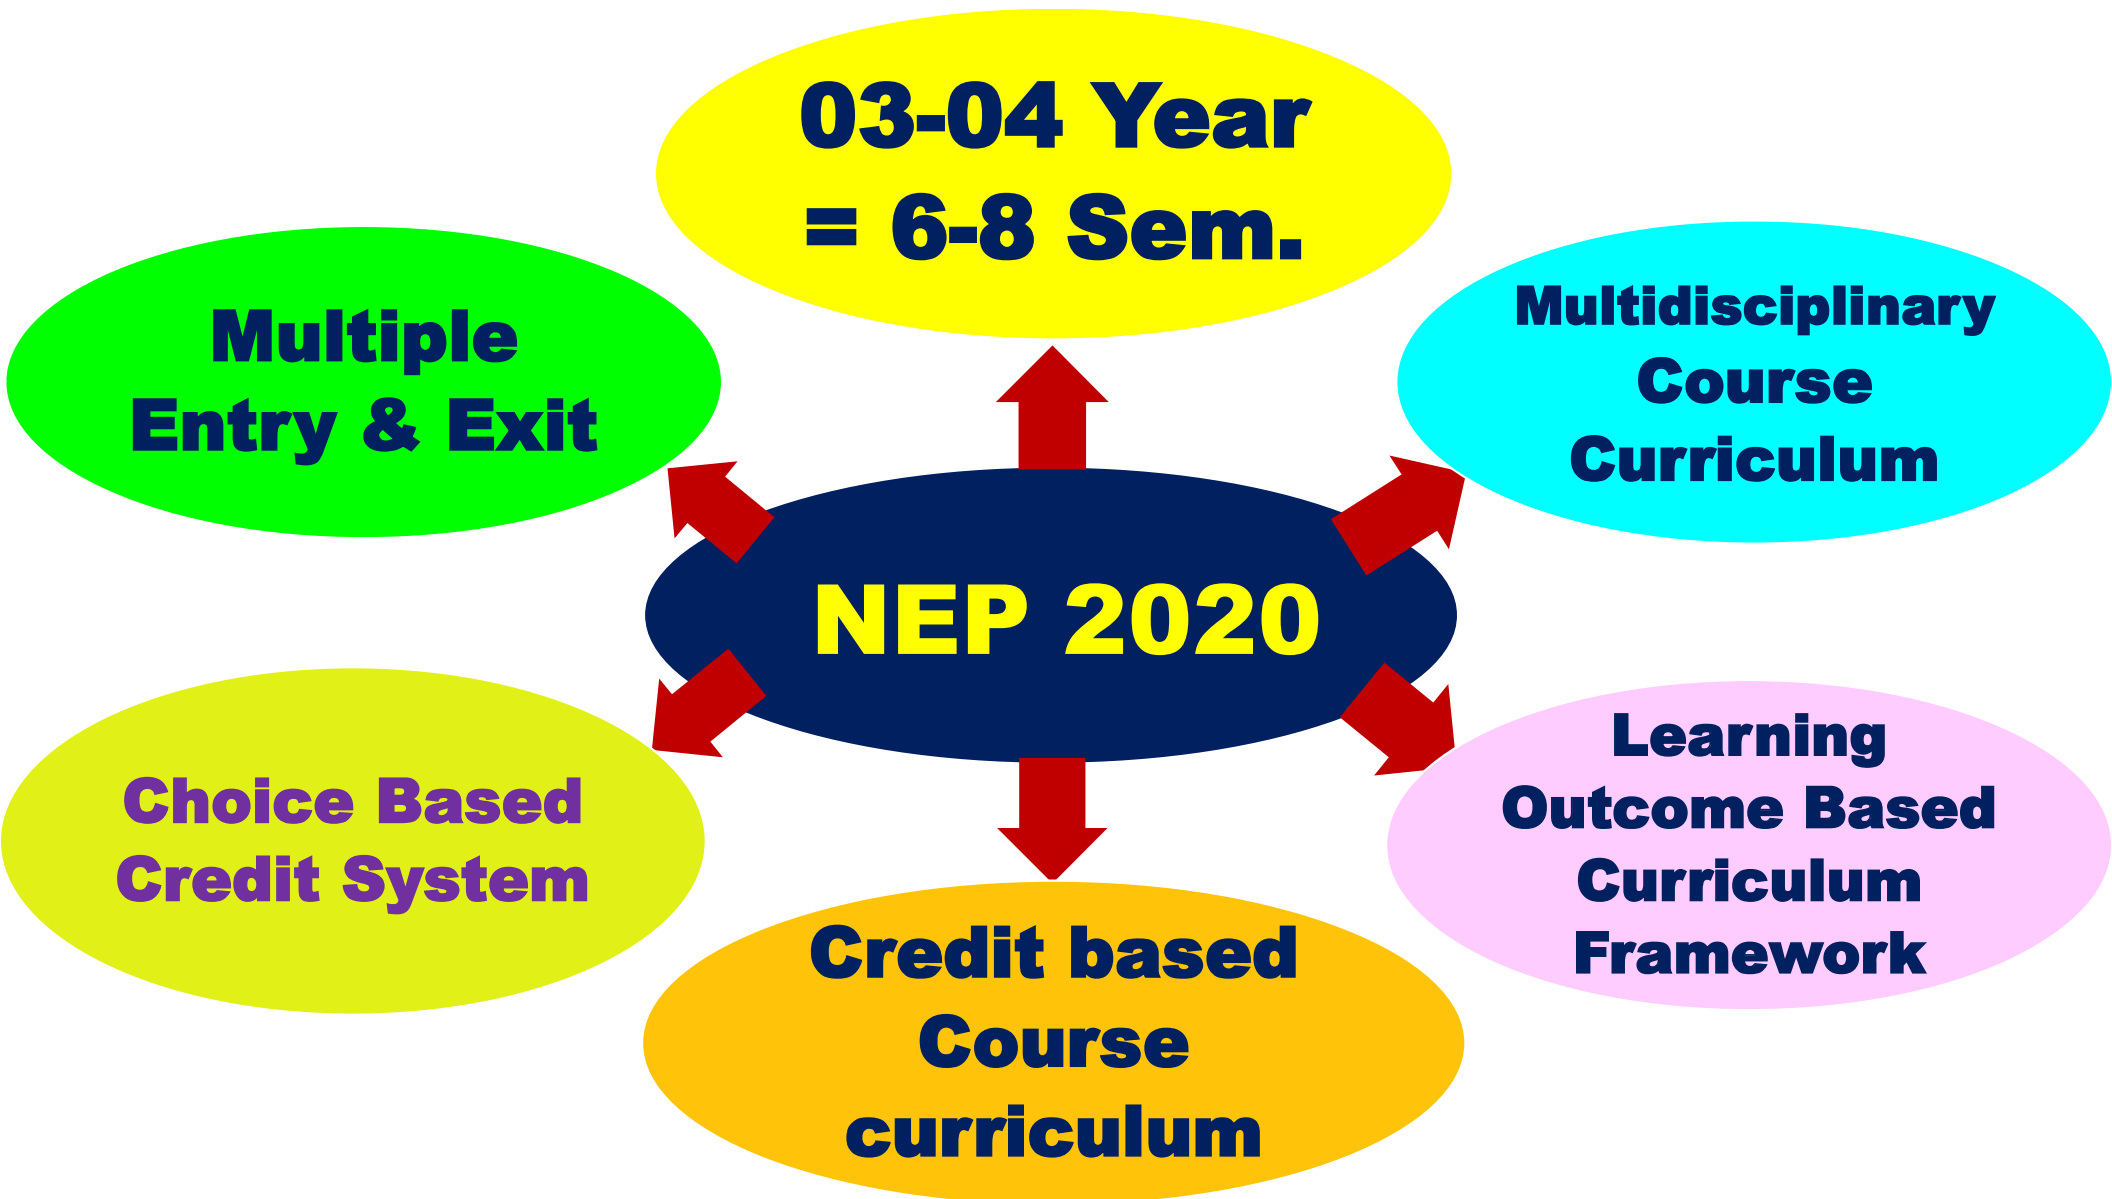 03-04 Year
= 6-8 Sem.
Multiple
Entry & Exit
Multidisciplinary
Course
Curriculum
NEP 2020
Choice Based
Credit System
Learning
Outcome Based
Curriculum
Framework
Credit based
Course
curriculum